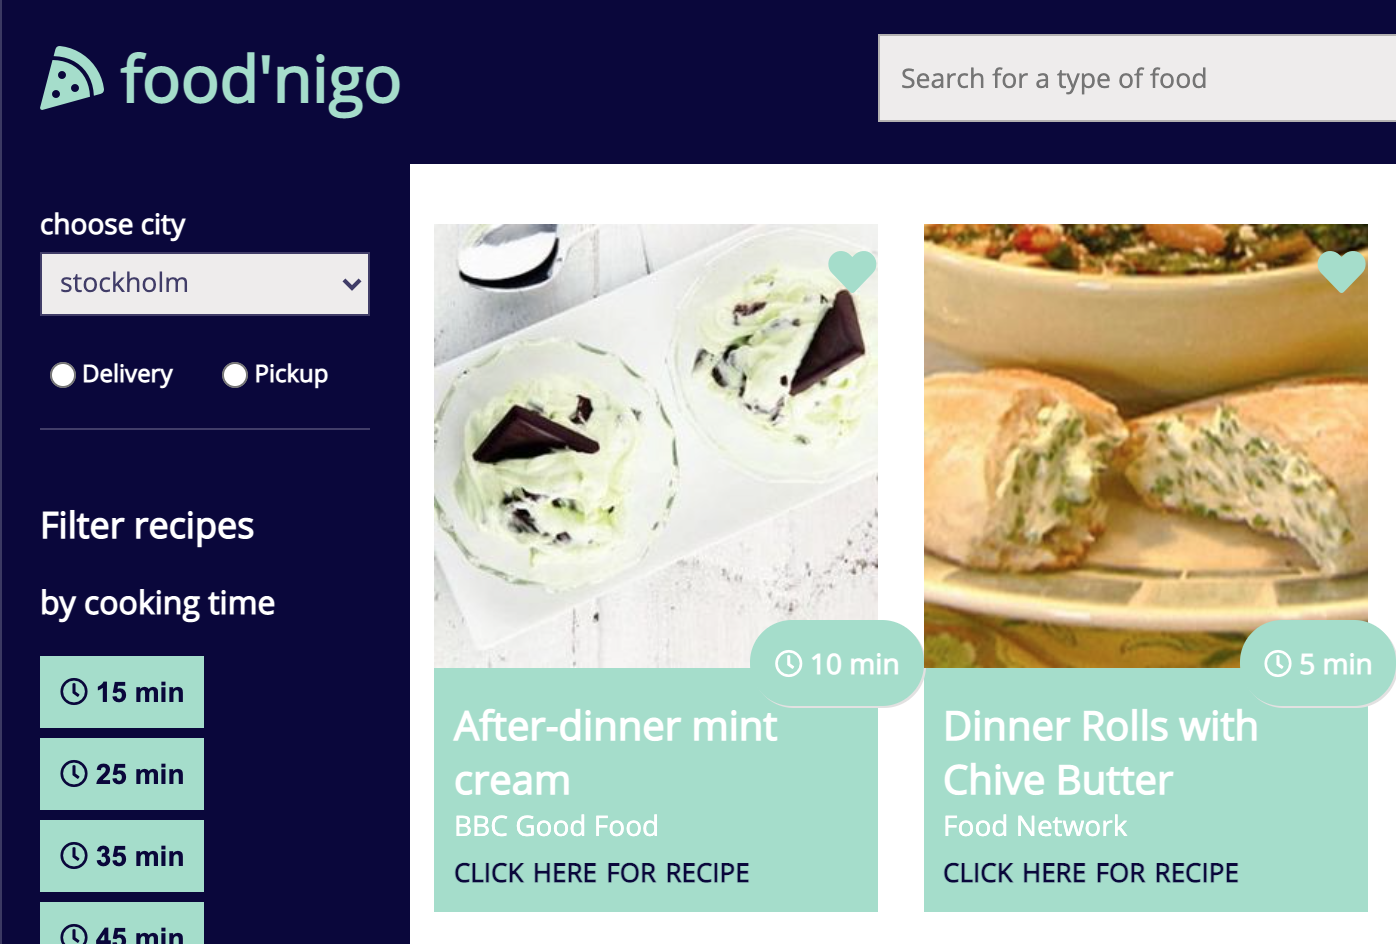 food'nigo
Search for a type of food
choose city
stockholm
Delivery Pickup
Filter recipes
by cooking time
15 min
25 min
35 min
45 min
10 min
After-dinner mint
cream
BBC Good Food
CLICK HERE FOR RECIPE
5 min
Dinner Rolls with
Chive Butter
Food Network
CLICK HERE FOR RECIPE